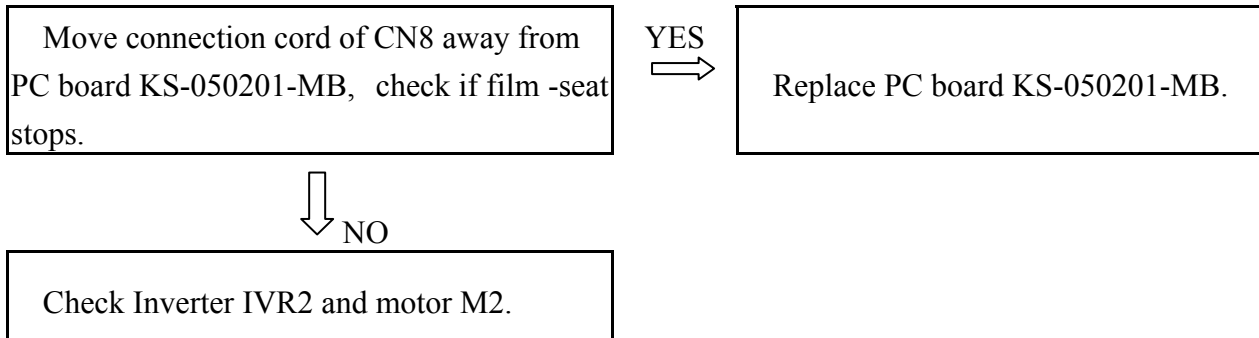 Move connection cord of CN8 away from
PC board KS-050201-MB, check if film -seat
stops.
YES
Replace PC board KS-050201-MB.
NO
Check Inverter IVR2 and motor M2.